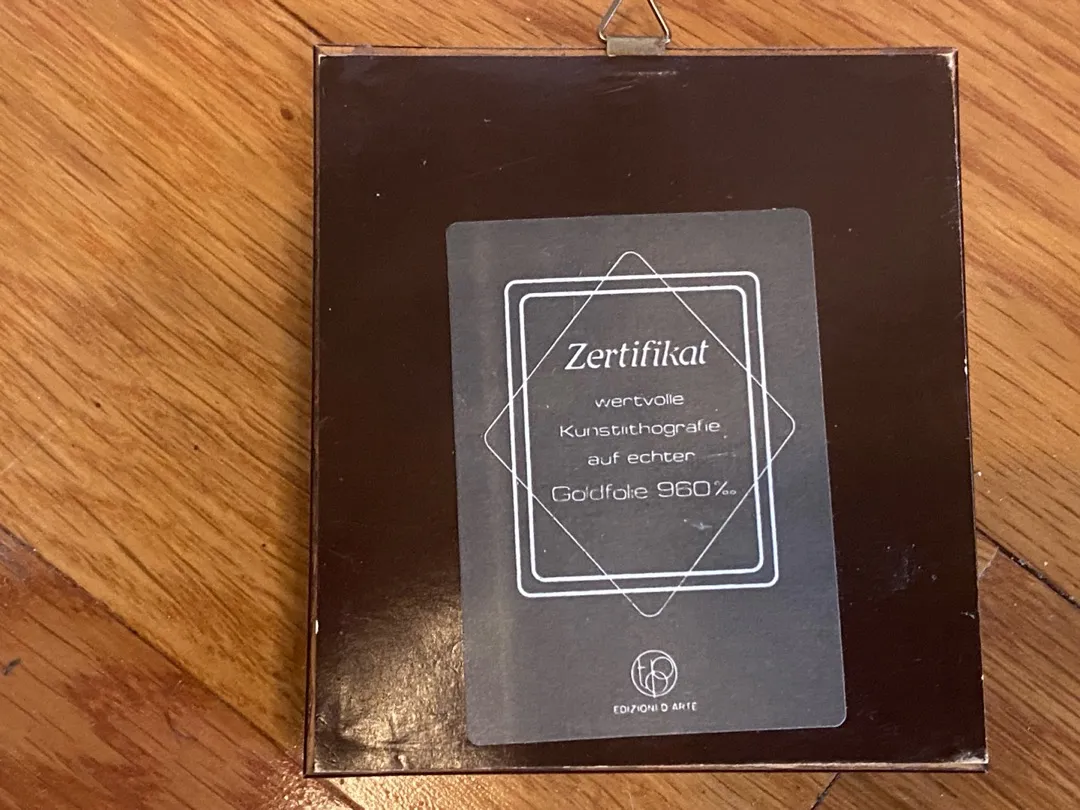 Zertifikat
wertvolle
Kunstlithografie
auf echter
Goldfolie 960‰
EDIZIONI D ARTE